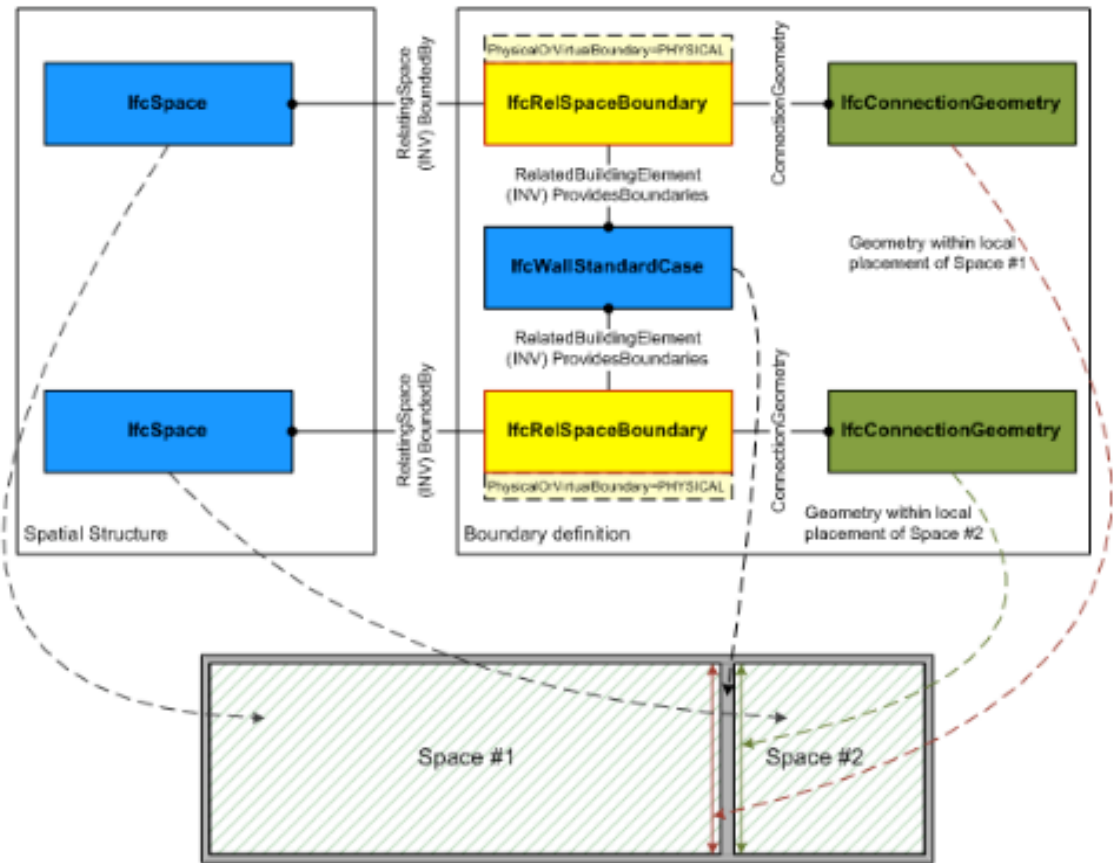 PhysicalOrVirtualBoundary=PHYSICAL
IfcSpace
RelatingSpace
(INV) BoundedBy
IfcRelSpaceBoundary
ConnectionGeometry
IfcConnectionGeometry
RelatedBuildingElement
(INV) ProvidesBoundaries
IfcWallStandardCase
Geometry within local
placement of Space #1
RelatedBuildingElement
(INV) ProvidesBoundaries
IfcSpace
RelatingSpace
(INV) BoundedBy
IfcRelSpaceBoundary
ConnectionGeometry
IfcConnectionGeometry
PhysicalOrVirtualBoundary=PHYSICAL
Geometry within local
placement of Space #2
Spatial Structure
Boundary definition
Space #1
Space #2